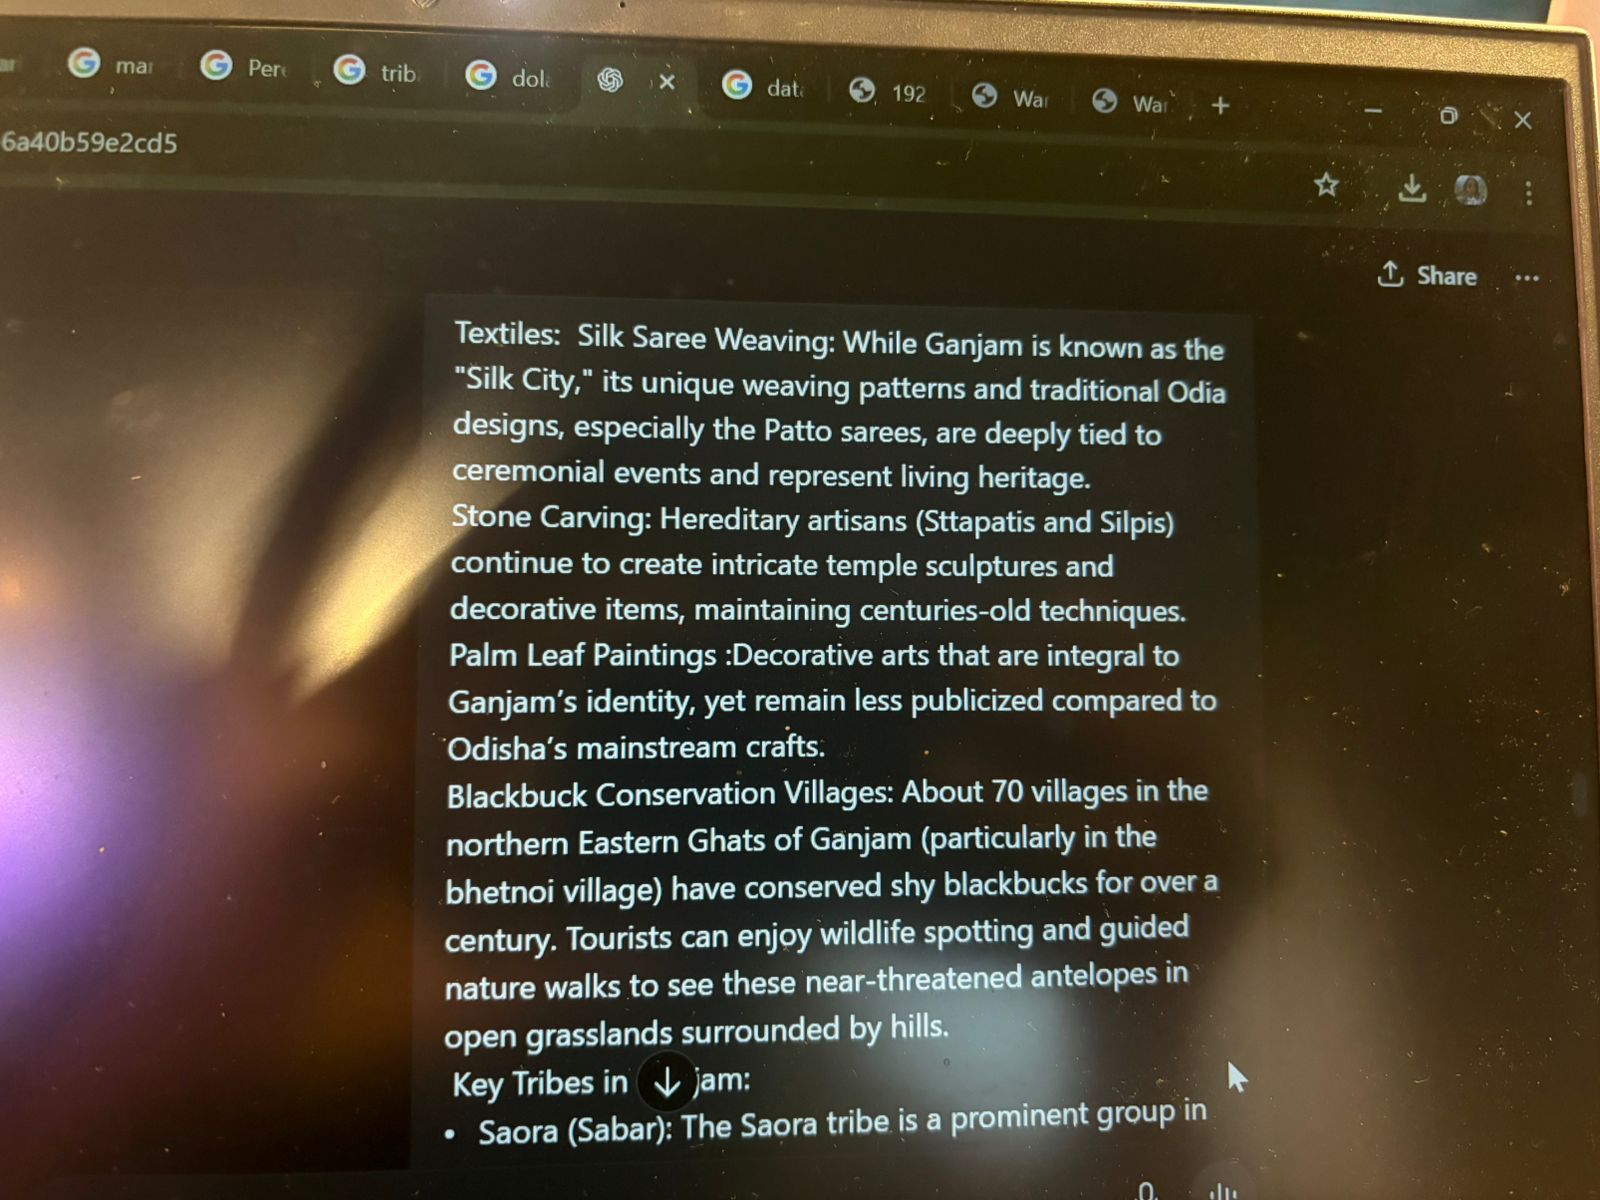 mar
Pere
trib
dola
data
192
War
War
6a40b59e2cd5
Share
Textiles:  Silk Saree Weaving: While Ganjam is known as the
"Silk City," its unique weaving patterns and traditional Odia
designs, especially the Patto sarees, are deeply tied to
ceremonial events and represent living heritage.
Stone Carving: Hereditary artisans (Sttapatis and Silpis)
continue to create intricate temple sculptures and
decorative items, maintaining centuries-old techniques.
Palm Leaf Paintings :Decorative arts that are integral to
Ganjam’s identity, yet remain less publicized compared to
Odisha’s mainstream crafts.
Blackbuck Conservation Villages: About 70 villages in the
northern Eastern Ghats of Ganjam (particularly in the
bhetnoi village) have conserved shy blackbucks for over a
century. Tourists can enjoy wildlife spotting and guided
nature walks to see these near-threatened antelopes in
open grasslands surrounded by hills.
Key Tribes in jam:
• Saora (Sabar): The Saora tribe is a prominent group in